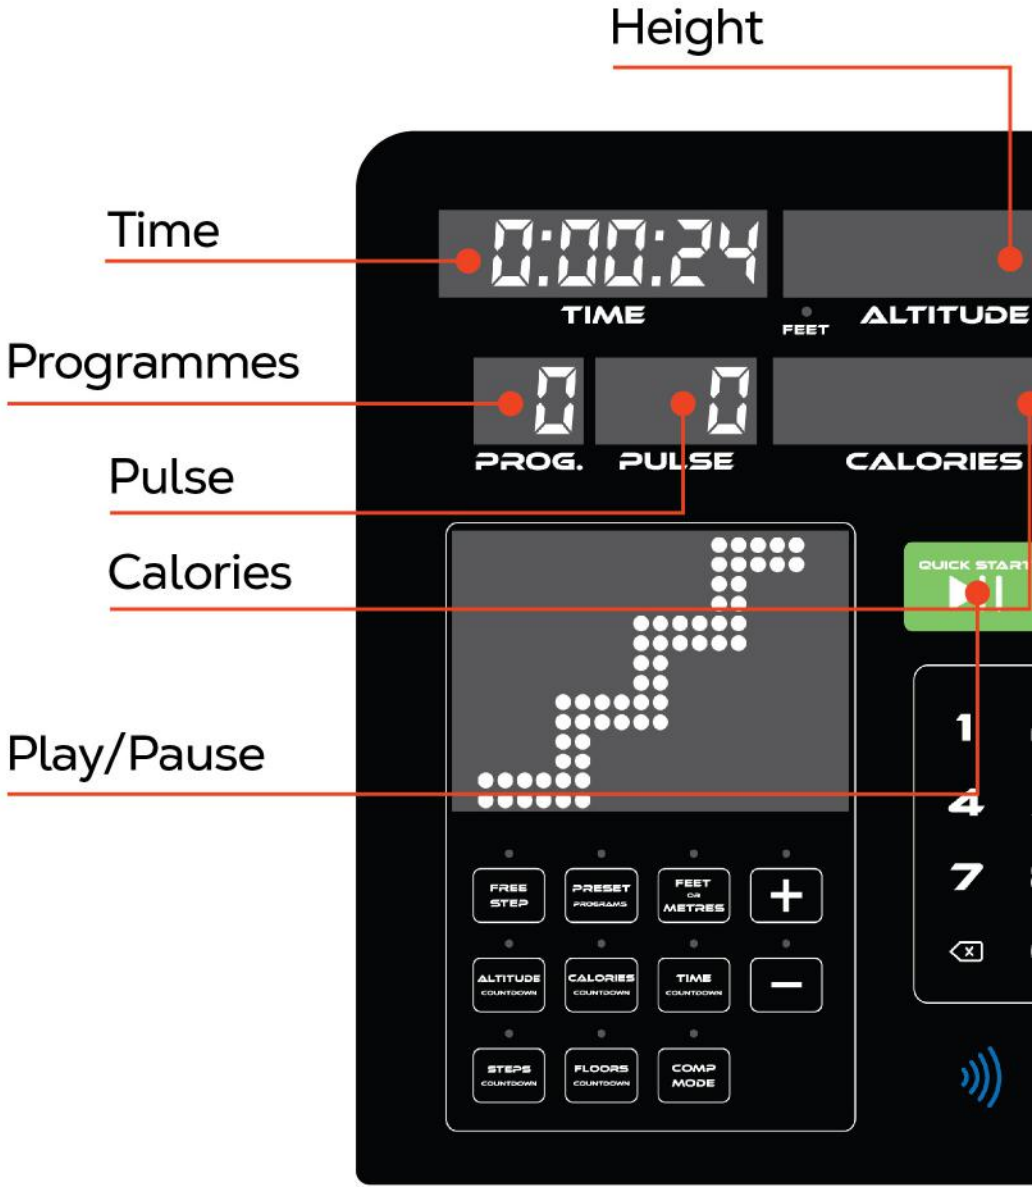 Height
Time
0:00:24
TIME
FEET
ALTITUDE
Programmes
0
0
PROG.
PULSE
CALORIES
Pulse
Calories
QUICK START
Play/Pause
1
4
7
FREE
STEP
PRESET
PROGRAMS
FEET
OR
METRES
+
ALTITUDE
COUNTDOWN
CALORIES
COUNTDOWN
TIME
COUNTDOWN
-
STEPS
COUNTDOWN
FLOORS
COUNTDOWN
COMP
MODE